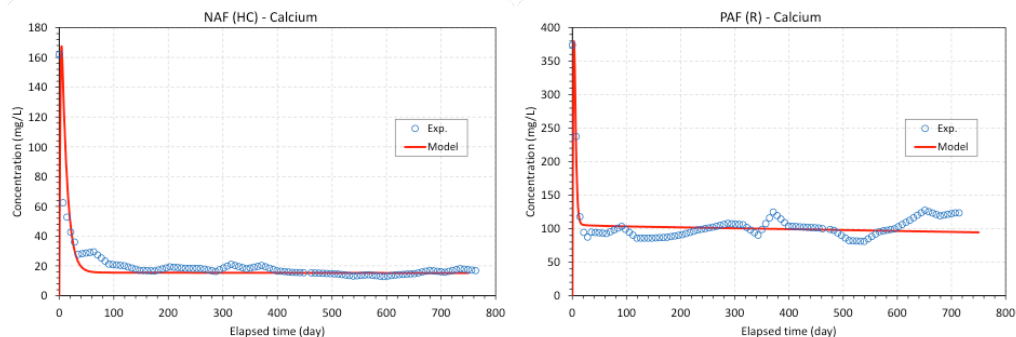 NAF (HC) - Calcium
180
160
140
120
100
80
60
40
20
0
Concentration (mg/L)
Exp.
Model
0 100 200 300 400 500 600 700 800
Elapsed time (day)
PAF (R) - Calcium
400
350
300
250
200
150
100
50
0
Concentration (mg/L)
Exp.
Model
0 100 200 300 400 500 600 700 800
Elapsed time (day)